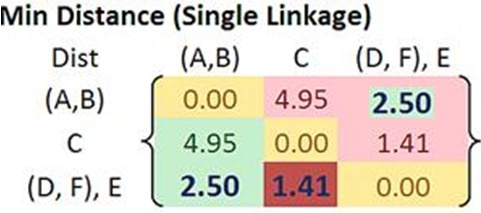 Min Distance (Single Linkage)
Dist (A,B) C (D, F), E
(A,B) 0.00 4.95 2.50
C 4.95 0.00 1.41
(D, F), E 2.50 1.41 0.00